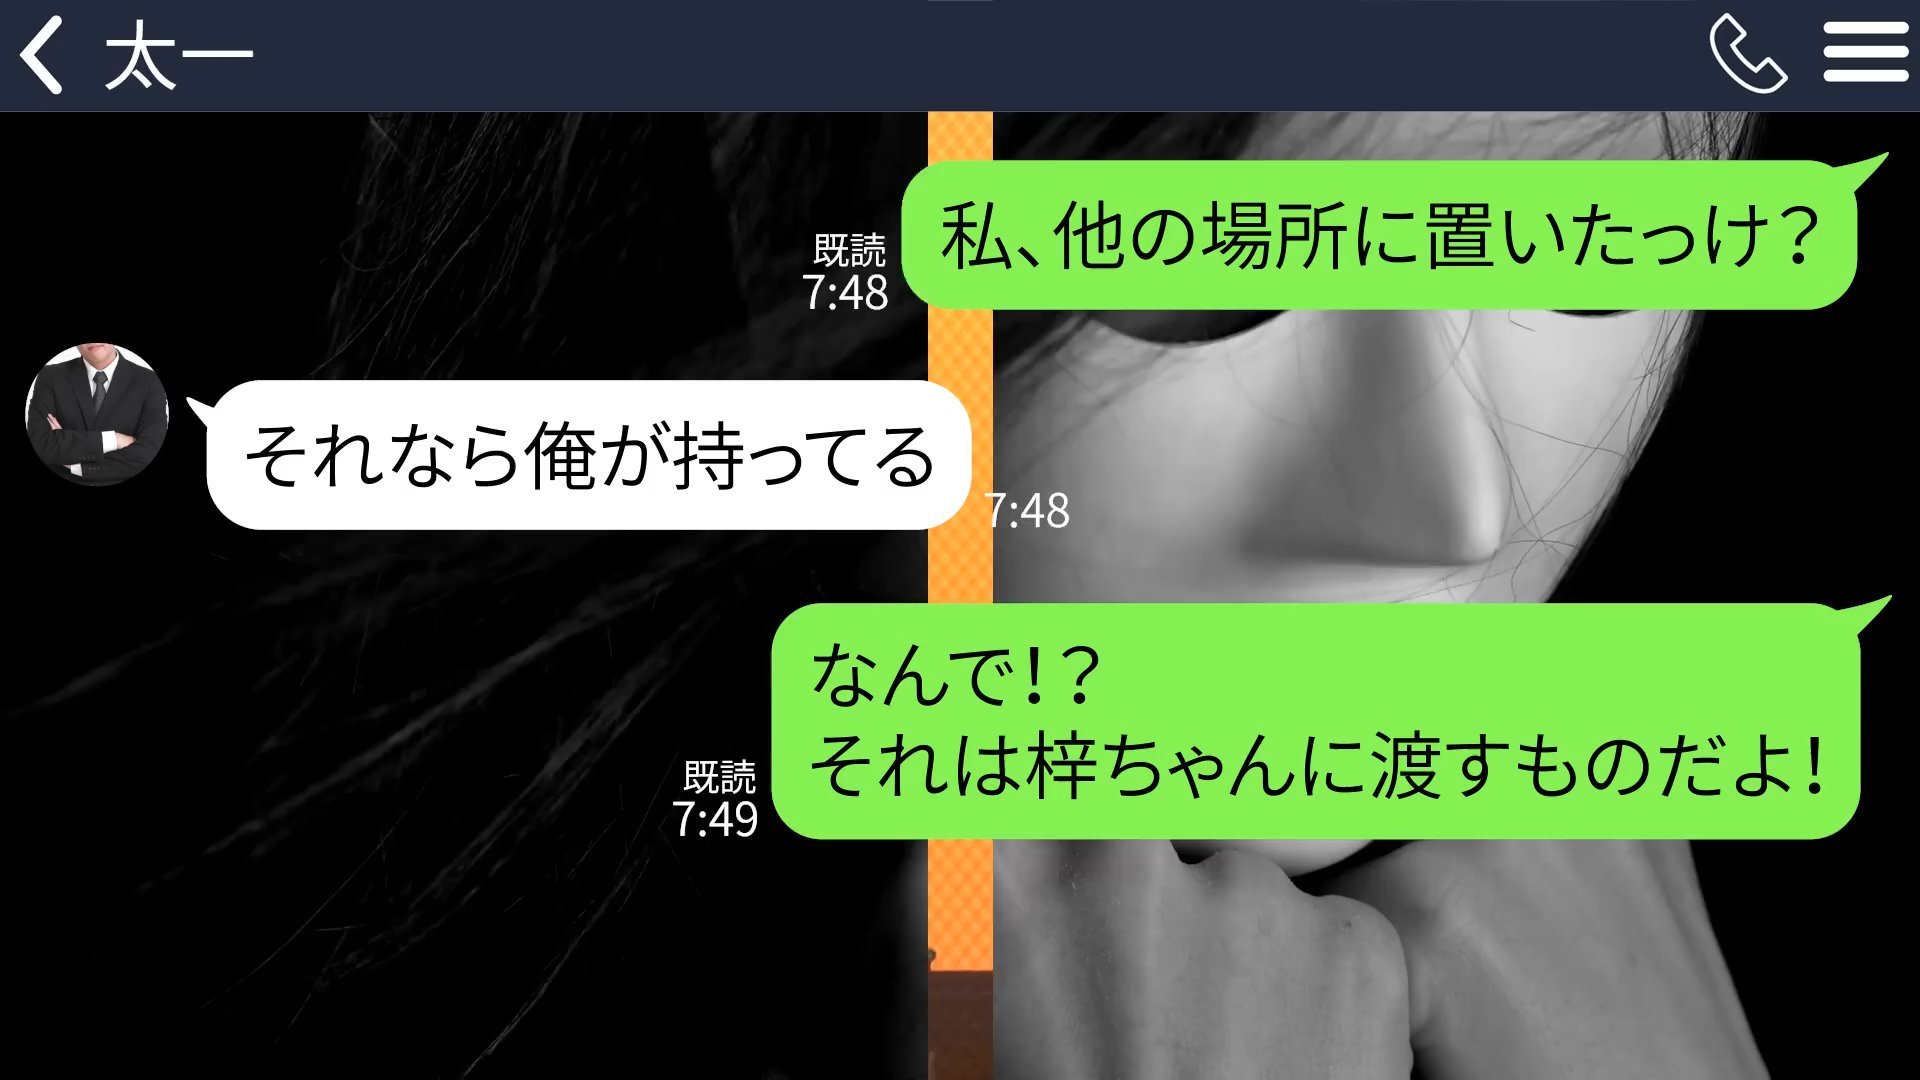 太一
私、他の場所に置いたっけ？
既読
7:48
それなら俺が持ってる
7:48
なんで！？
それは梓ちゃんに渡すものだよ！
既読
7:49